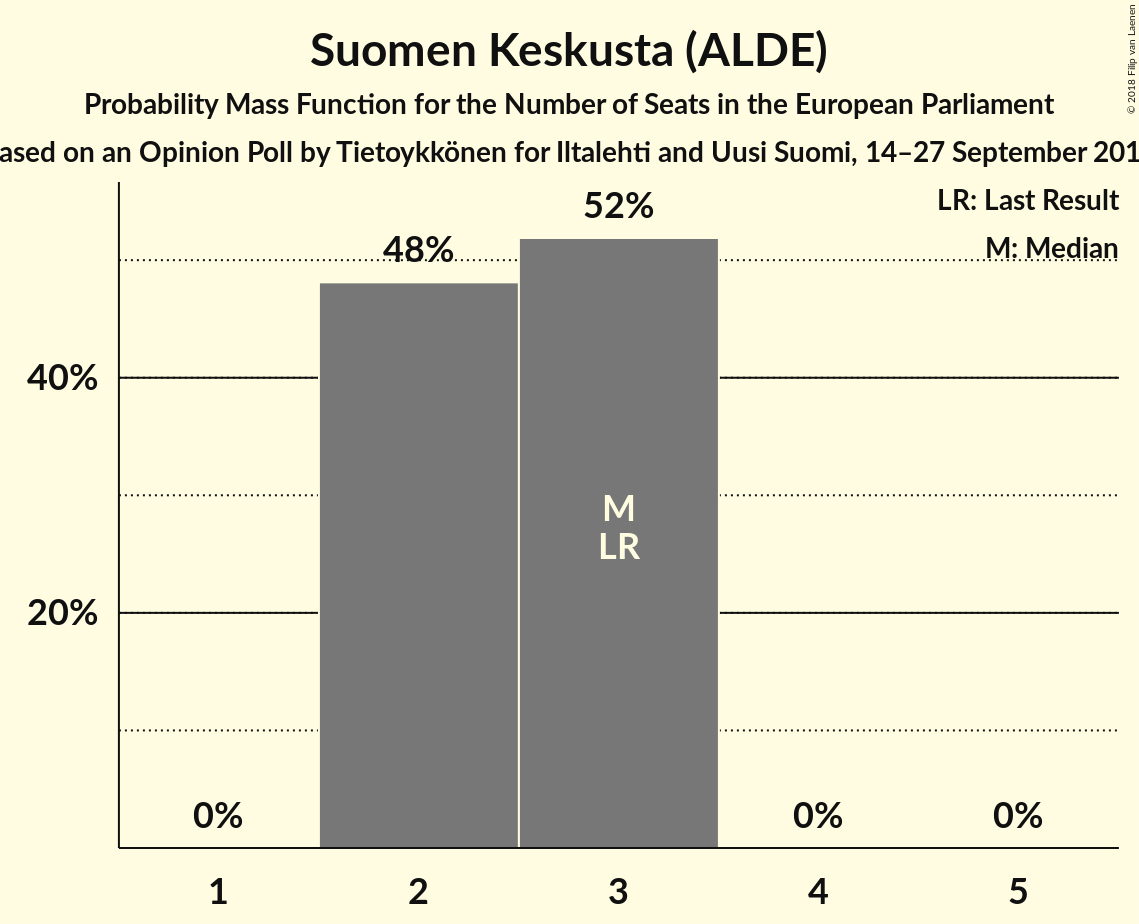 Suomen Keskusta (ALDE)
Probability Mass Function for the Number of Seats in the European Parliament
ased on an Opinion Poll by Tietoykkönen for Iltalehti and Uusi Suomi, 14–27 September 201
© 2018 Filip van Laenen
LR: Last Result
M: Median
52%
48%
40%
20%
M
LR
0%
0%
0%
1
2
3
4
5